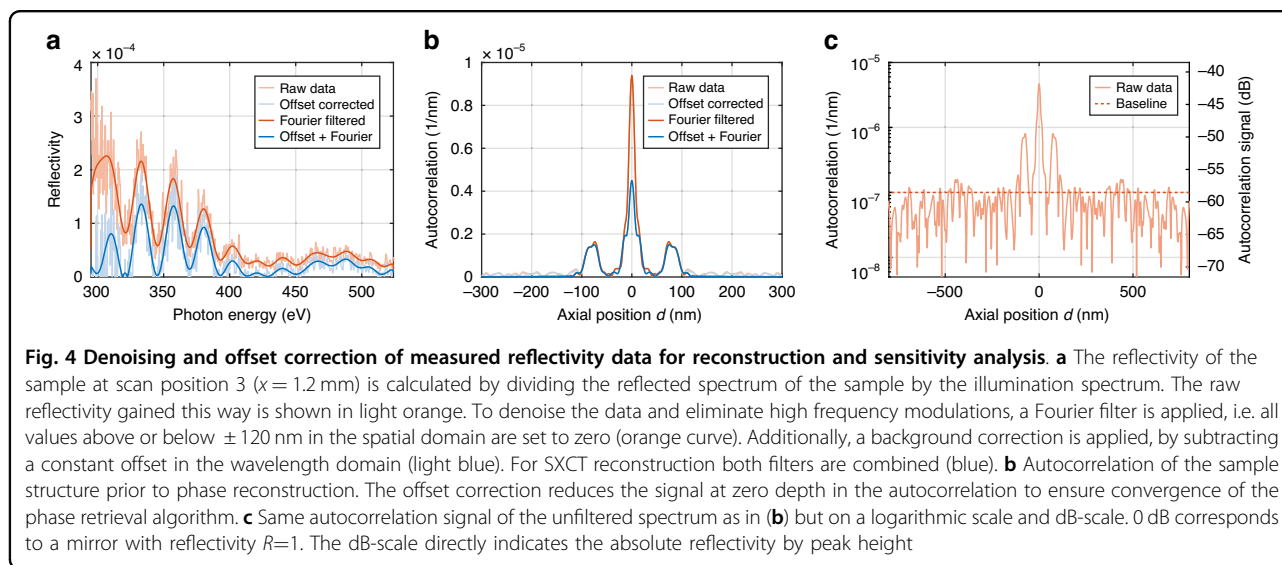 a
× 10⁻⁴
Reflectivity
4
3
2
1
0
300
350
400
450
500
Photon energy (eV)
Raw data
Offset corrected
Fourier filtered
Offset + Fourier
b
× 10⁻⁵
Autocorrelation (1/nm)
1
0.8
0.6
0.4
0.2
0
–300
–200
–100
0
100
200
300
Axial position d (nm)
Raw data
Offset corrected
Fourier filtered
Offset + Fourier
c
Autocorrelation (1/nm)
10⁻⁵
10⁻⁶
10⁻⁷
10⁻⁸
–500
0
500
Axial position d (nm)
Raw data
Baseline
–40
–45
–50
–55
–60
–65
–70
Autocorrelation signal (dB)
Fig. 4 Denoising and offset correction of measured reflectivity data for reconstruction and sensitivity analysis. a The reflectivity of the
sample at scan position 3 (x = 1.2 mm) is calculated by dividing the reflected spectrum of the sample by the illumination spectrum. The raw
reflectivity gained this way is shown in light orange. To denoise the data and eliminate high frequency modulations, a Fourier filter is applied, i.e. all
values above or below ±120 nm in the spatial domain are set to zero (orange curve). Additionally, a background correction is applied, by subtracting
a constant offset in the wavelength domain (light blue). For SXCT reconstruction both filters are combined (blue). b Autocorrelation of the sample
structure prior to phase reconstruction. The offset correction reduces the signal at zero depth in the autocorrelation to ensure convergence of the
phase retrieval algorithm. c Same autocorrelation signal of the unfiltered spectrum as in (b) but on a logarithmic scale and dB-scale. 0 dB corresponds
to a mirror with reflectivity R=1. The dB-scale directly indicates the absolute reflectivity by peak height